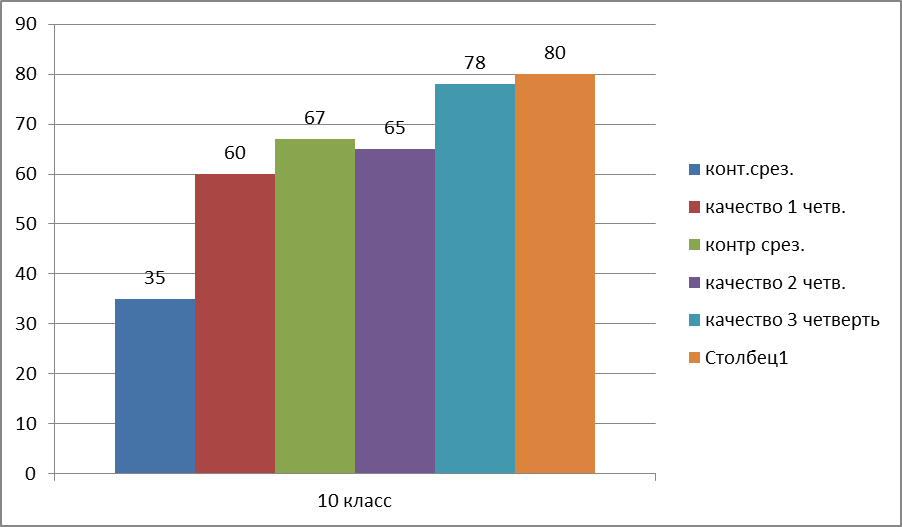 90
80
70
60
50
40
30
20
10
0
35
60
67
65
78
80
10 класс
конт.срез.
качество 1 четв.
контр срез.
качество 2 четв.
качество 3 четверть
Столбец1